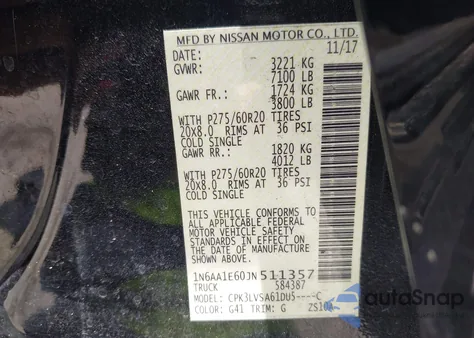 MFD BY NISSAN MOTOR CO., LTD.
DATE: 11/17
GVWR: 3221 KG
7100 LB
GAWR FR.: 1724 KG
3800 LB
WITH P275/60R20 TIRES
20X8.0 RIMS AT 36 PSI
COLD SINGLE
GAWR RR.: 1820 KG
4012 LB
WITH P275/60R20 TIRES
20X8.0 RIMS AT 36 PSI
COLD SINGLE
THIS VEHICLE CONFORMS TO
ALL APPLICABLE FEDERAL
MOTOR VEHICLE SAFETY
STANDARDS IN EFFECT ON
THE DATE OF MANUFACTURE
SHOWN ABOVE.
1N6AA1E60JN511357
TRUCK 584387
MODEL: CPK3LVSA61DU5----C
COLOR: G41 TRIM: G
autoSnap